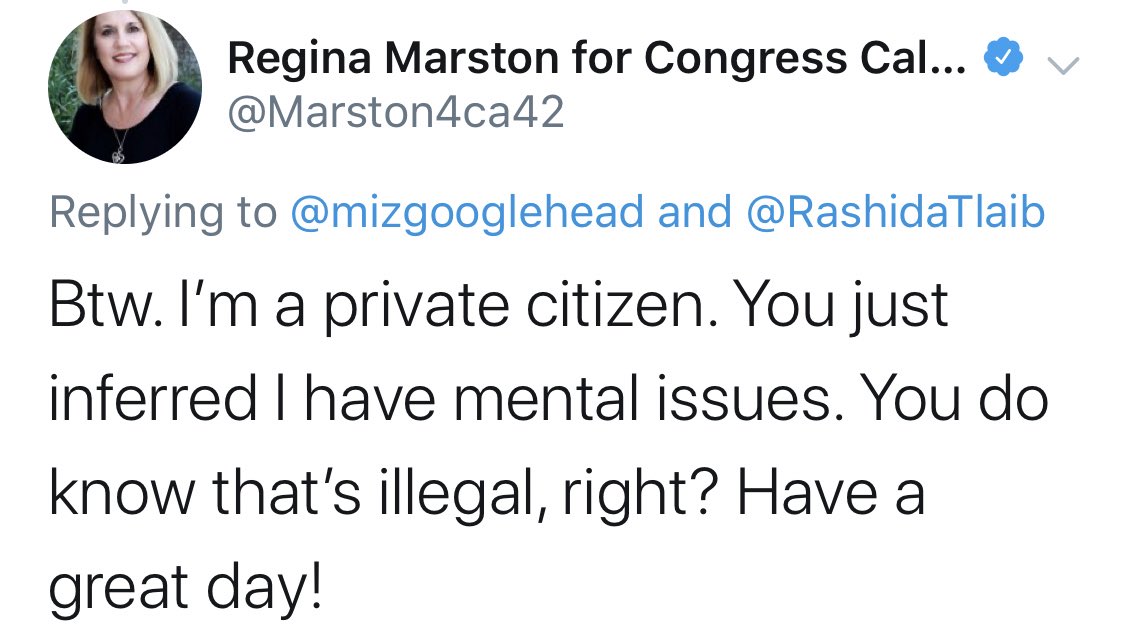 Regina Marston for Congress Cal...
@Marston4ca42
Replying to @mizgooglehead and @RashidaTlaib
Btw. I’m a private citizen. You just
inferred I have mental issues. You do
know that’s illegal, right? Have a
great day!